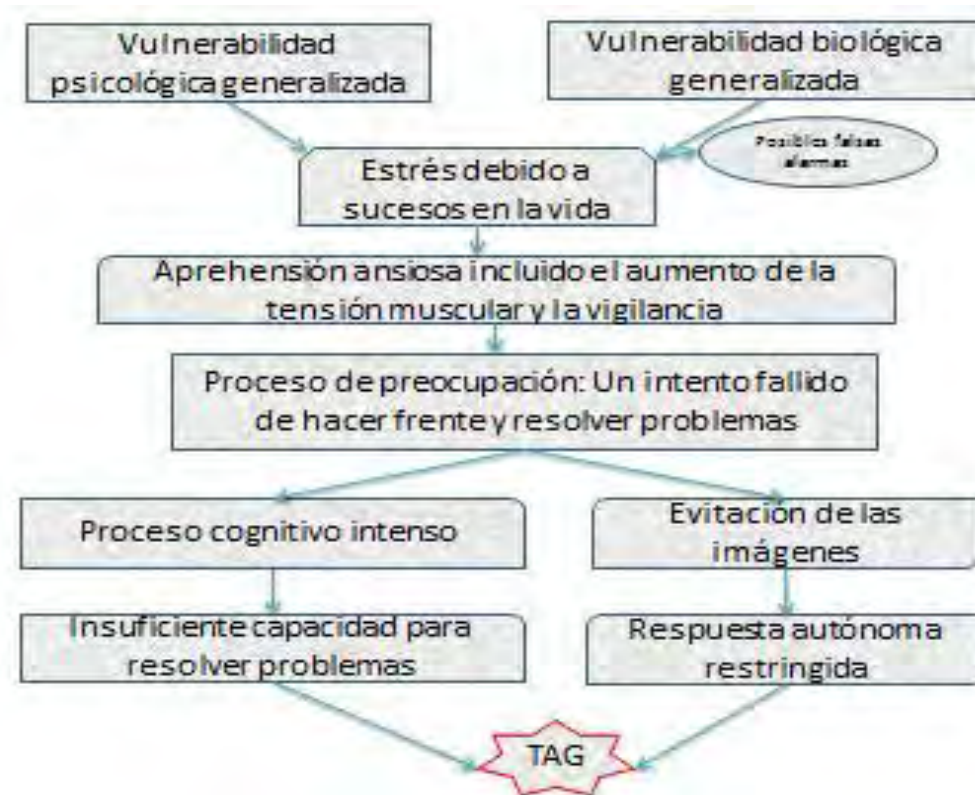 Vulnerabilidad
psicológica generalizada
Vulnerabilidad biológica
generalizada
Posibles falsas
alarmas
Estrés debido a
sucesos en la vida
Aprehensión ansiosa incluido el aumento de la
tensión muscular y la vigilancia
Proceso de preocupación: Un intento fallido
de hacer frente y resolver problemas
Proceso cognitivo intenso
Evitación de las
imágenes
Insuficiente capacidad para
resolver problemas
Respuesta autónoma
restringida
TAG